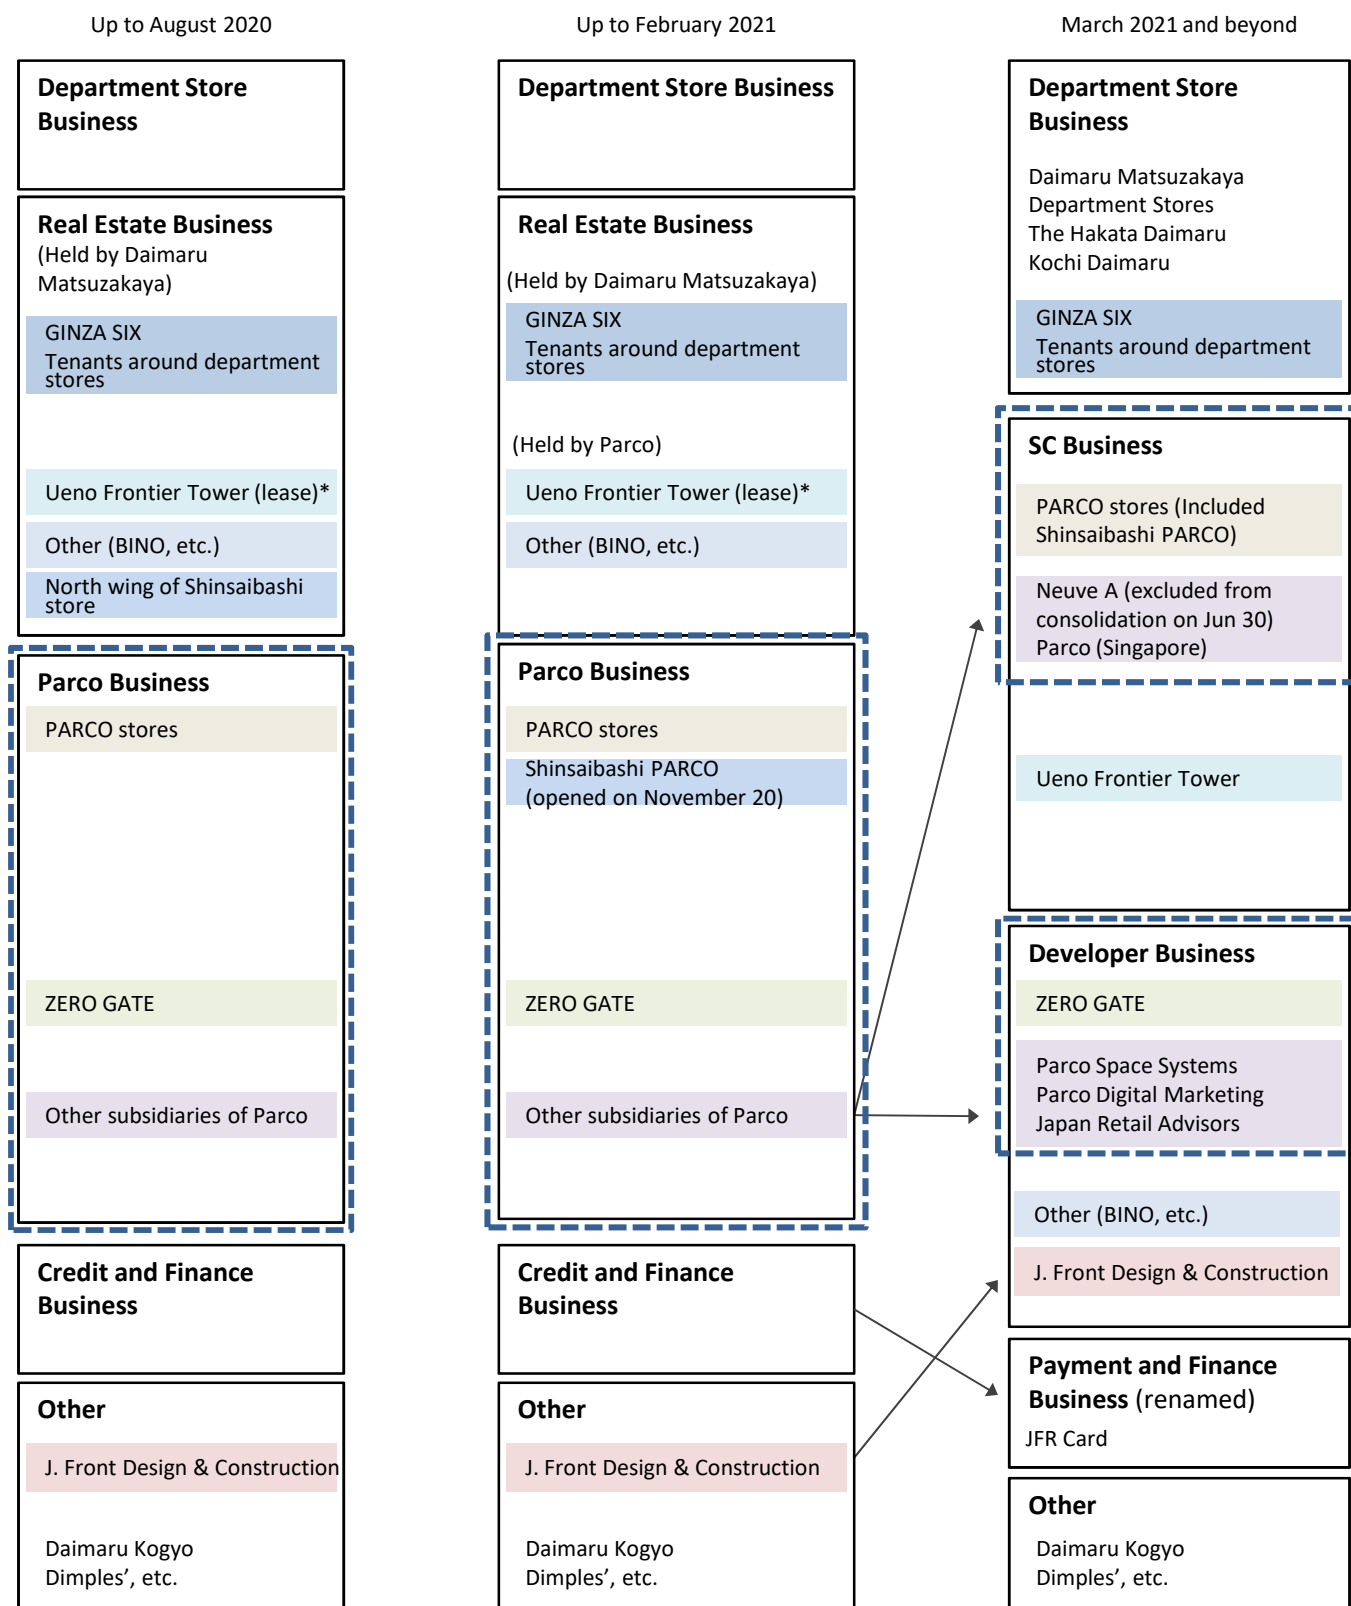 Up to August 2020
Department Store
Business
Real Estate Business
(Held by Daimaru
Matsuzakaya)
GINZA SIX
Tenants around department
stores
Ueno Frontier Tower (lease)*
Other (BINO, etc.)
North wing of Shinsaibashi
store
Parco Business
PARCO stores
ZERO GATE
Other subsidiaries of Parco
Credit and Finance
Business
Other
J. Front Design & Construction
Daimaru Kogyo
Dimples’, etc.
Up to February 2021
Department Store Business
Real Estate Business
(Held by Daimaru Matsuzakaya)
GINZA SIX
Tenants around department
stores
(Held by Parco)
Ueno Frontier Tower (lease)*
Other (BINO, etc.)
Parco Business
PARCO stores
Shinsaibashi PARCO
(opened on November 20)
ZERO GATE
Other subsidiaries of Parco
Credit and Finance
Business
Other
J. Front Design & Construction
Daimaru Kogyo
Dimples’, etc.
March 2021 and beyond
Department Store
Business
Daimaru Matsuzakaya
Department Stores
The Hakata Daimaru
Kochi Daimaru
GINZA SIX
Tenants around department
stores
SC Business
PARCO stores (Included
Shinsaibashi PARCO)
Neuve A (excluded from
consolidation on Jun 30)
Parco (Singapore)
Ueno Frontier Tower
Developer Business
ZERO GATE
Parco Space Systems
Parco Digital Marketing
Japan Retail Advisors
Other (BINO, etc.)
J. Front Design & Construction
Payment and Finance
Business (renamed)
JFR Card
Other
Daimaru Kogyo
Dimples’, etc.